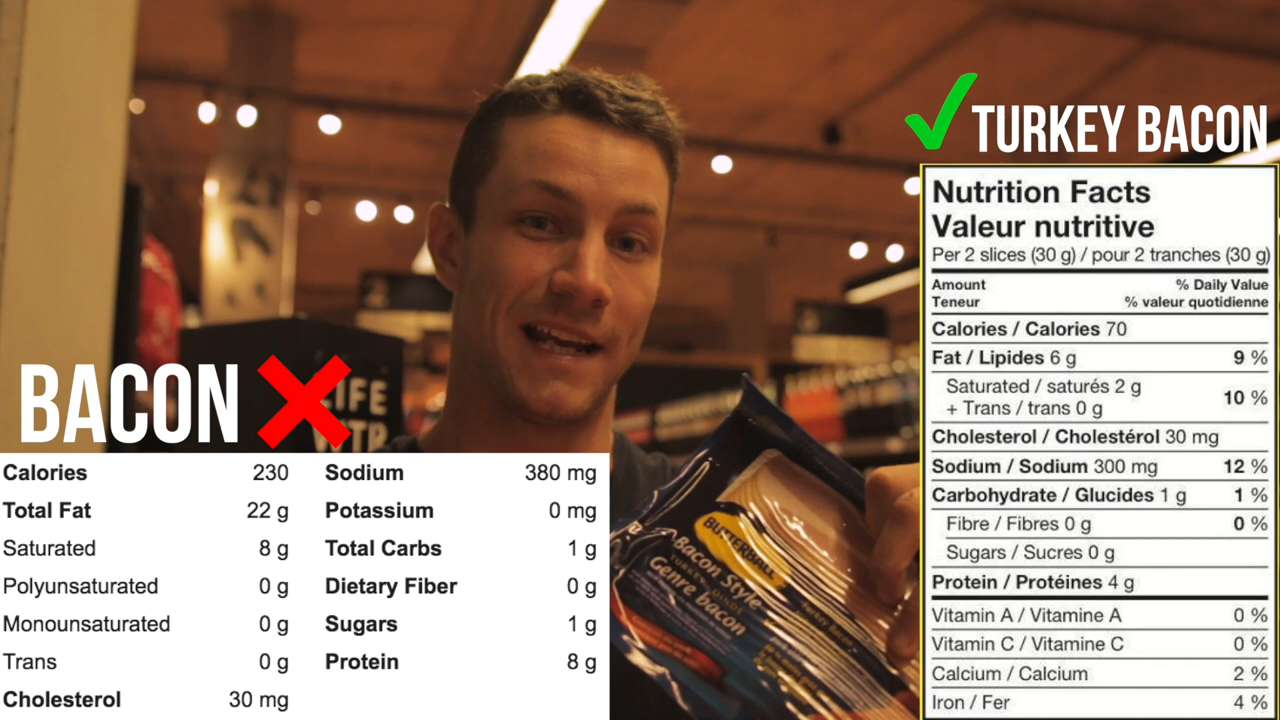 TURKEY BACON
Nutrition Facts
Valeur nutritive
Per 2 slices (30 g) / pour 2 tranches (30 g)
Amount % Daily Value
Teneur % valeur quotidienne
Calories / Calories 70
Fat / Lipides 6 g 9 %
Saturated / saturés 2 g
+ Trans / trans 0 g 10 %
Cholesterol / Cholestérol 30 mg
Sodium / Sodium 300 mg 12 %
Carbohydrate / Glucides 1 g 1 %
Fibre / Fibres 0 g 0 %
Sugars / Sucres 0 g
Protein / Protéines 4 g
Vitamin A / Vitamine A 0 %
Vitamin C / Vitamine C 0 %
Calcium / Calcium 2 %
Iron / Fer 4 %
BACON
Calories 230 Sodium 380 mg
Total Fat 22 g Potassium 0 mg
Saturated 8 g Total Carbs 1 g
Polyunsaturated 0 g Dietary Fiber 0 g
Monounsaturated 0 g Sugars 1 g
Trans 0 g Protein 8 g
Cholesterol 30 mg
LIFE
WTR
BUTTERBALL
Bacon Style
Genre bacon
Turkey Bacon